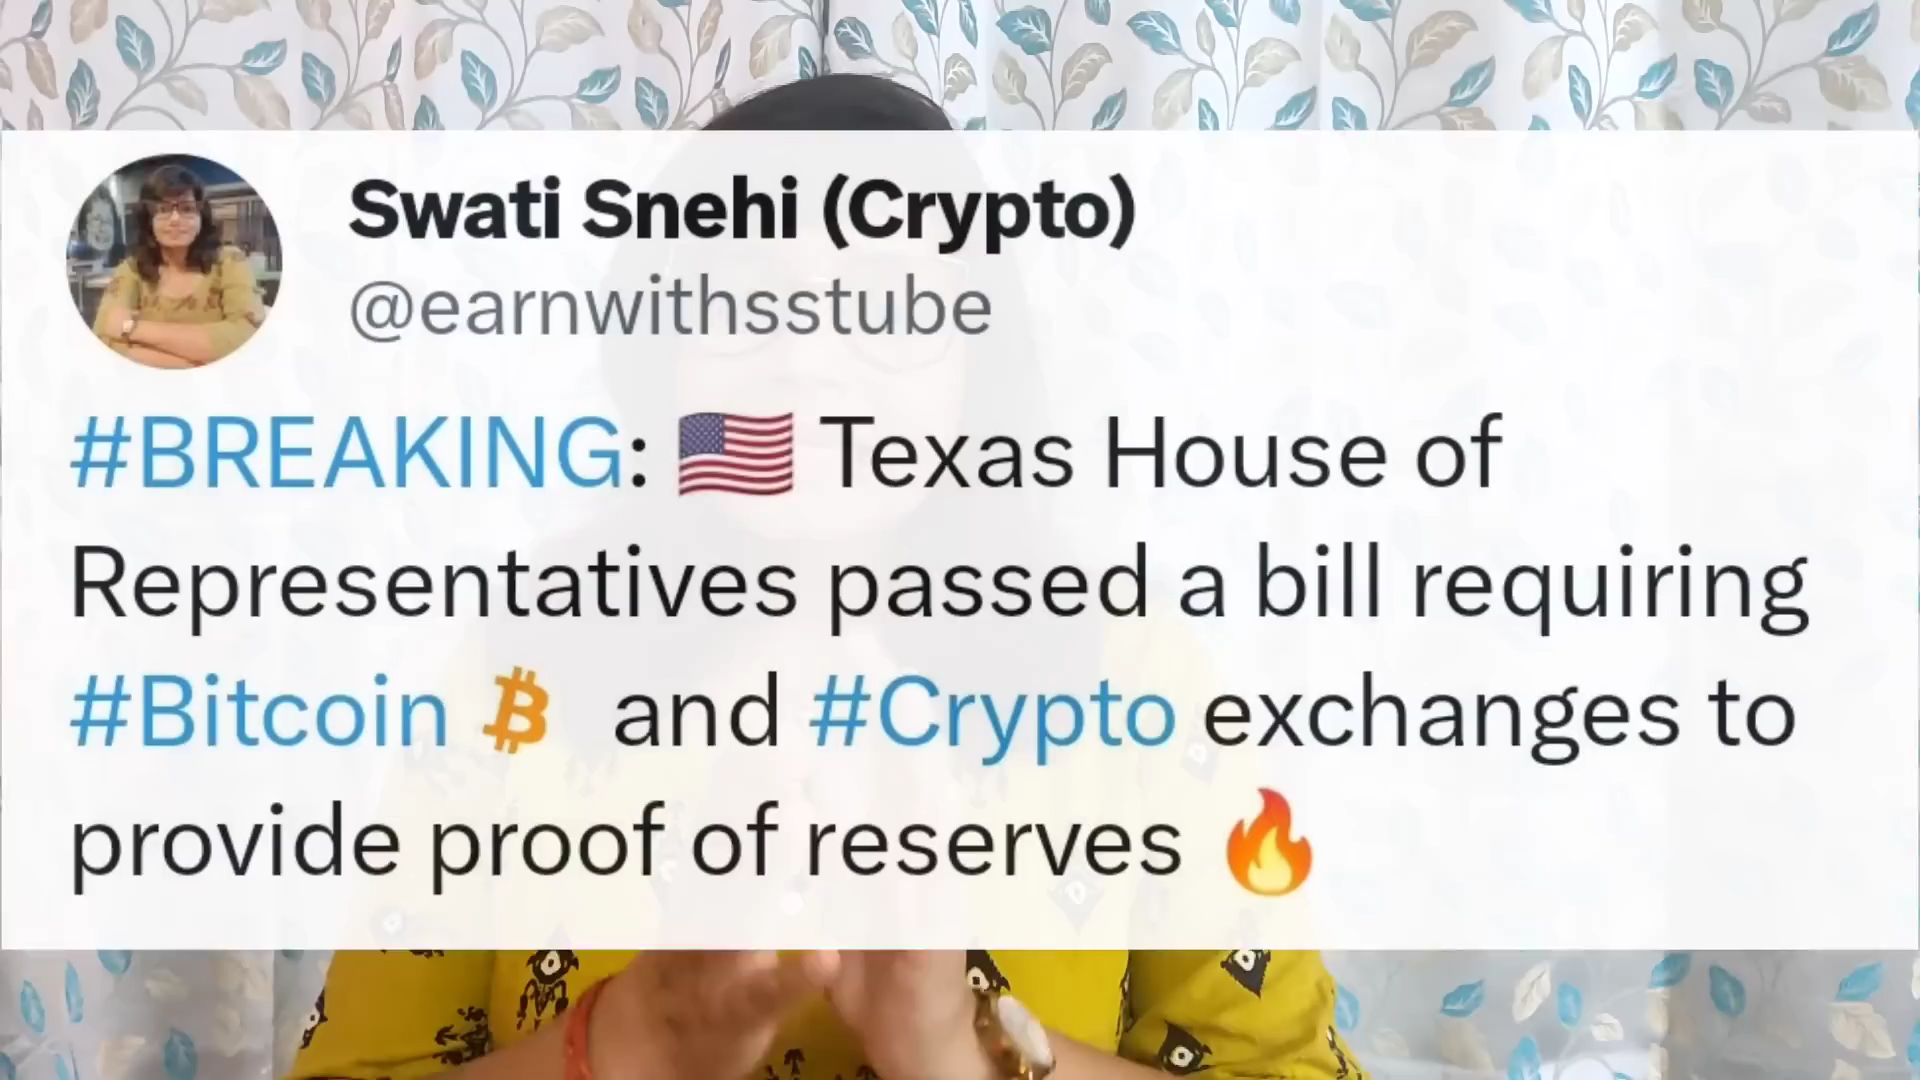 Swati Snehi (Crypto)
@earnwithsstube
#BREAKING: 🇺🇸 Texas House of
Representatives passed a bill requiring
#Bitcoin and #Crypto exchanges to
provide proof of reserves 🔥